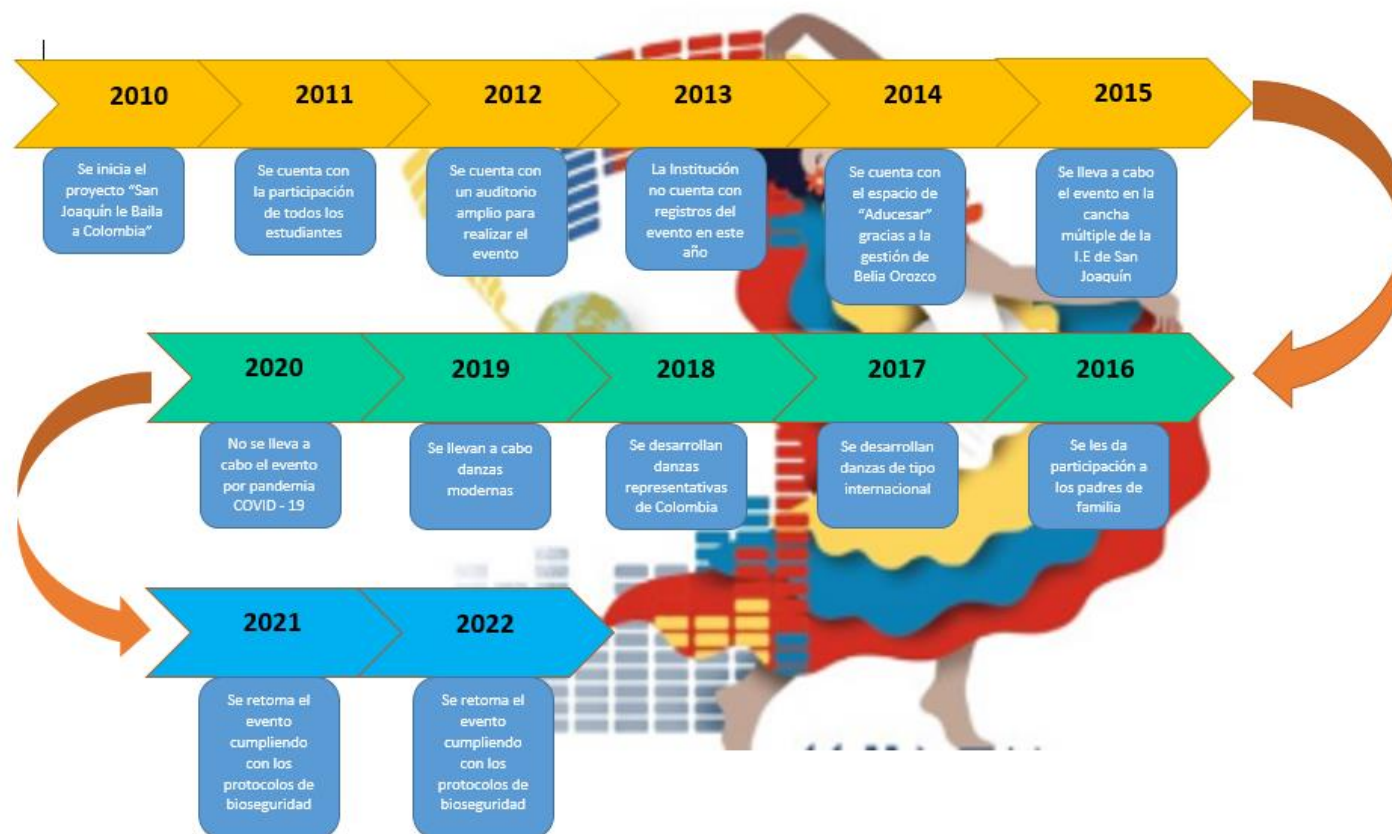 2010
Se inicia el
proyecto “San
Joaquín le Baila
a Colombia”
2011
Se cuenta con
la participación
de todos los
estudiantes
2012
Se cuenta con
un auditorio
amplio para
realizar el
evento
2013
La Institución
no cuenta con
registros del
evento en este
año
2014
Se cuenta con
el espacio de
“Aducesar”
gracias a la
gestión de
Belia Orozco
2015
Se lleva a cabo
el evento en la
cancha
múltiple de la
I.E de San
Joaquín
2016
Se les da
participación a
los padres de
familia
2017
Se desarrollan
danzas de tipo
internacional
2018
Se desarrollan
danzas
representativas
de Colombia
2019
Se llevan a cabo
danzas
modernas
2020
No se lleva a
cabo el evento
por pandemia
COVID - 19
2021
Se retoma el
evento
cumpliendo
con los
protocolos de
bioseguridad
2022
Se retoma el
evento
cumpliendo
con los
protocolos de
bioseguridad